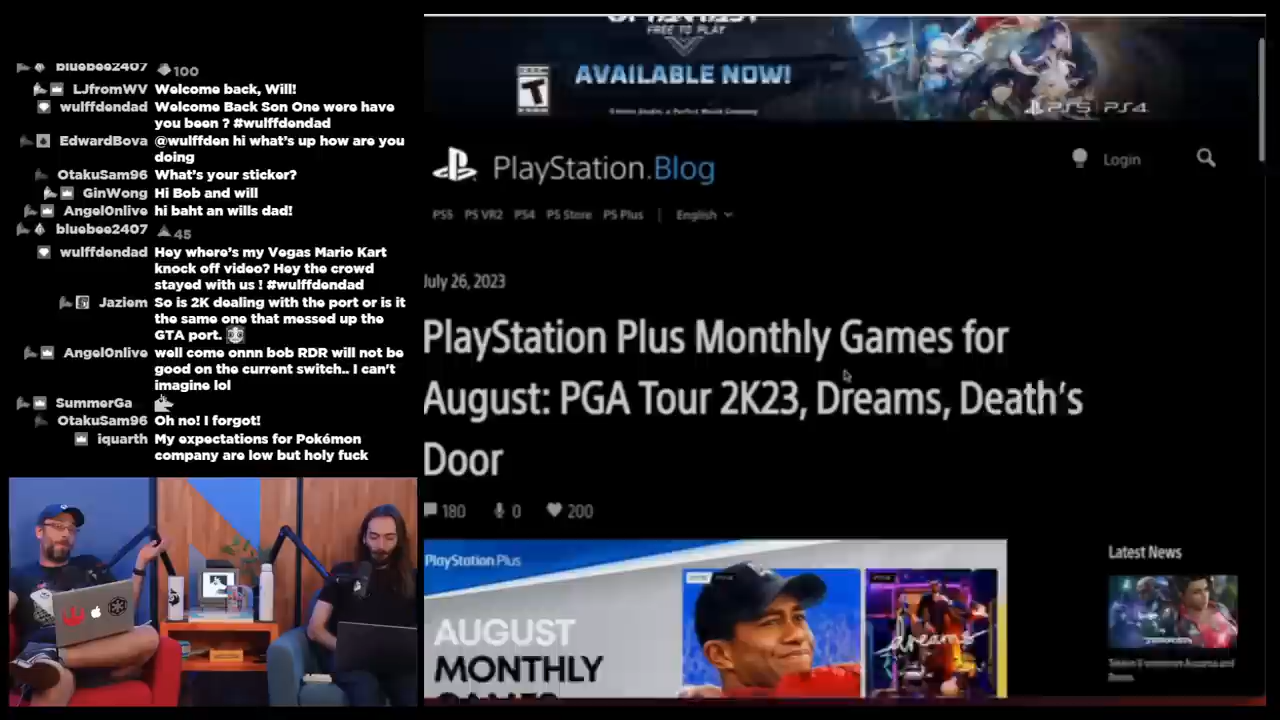 bluebee2407 100
LJfromWV Welcome back, Will!
wulffdendad Welcome Back Son One were have
you been ? #wulffdendad
EdwardBova @wulffden hi what's up how are you
doing
OtakuSam96 What's your sticker?
GinWong Hi Bob and will
AngelOnlive hi baht an wills dad!
bluebee2407 45
wulffdendad Hey where's my Vegas Mario Kart
knock off video? Hey the crowd
stayed with us ! #wulffdendad
Jaziem So is 2K dealing with the port or is it
the same one that messed up the
GTA port.
AngelOnlive well come onnn bob RDR will not be
good on the current switch.. I can't
imagine lol
SummerGa
OtakuSam96 Oh no! I forgot!
iquarth My expectations for Pokémon
company are low but holy fuck
FREE TO PLAY
T
AVAILABLE NOW!
PS5 PS4
PlayStation.Blog
Login
PS5 PS VR2 PS4 PS Store PS Plus | English
July 26, 2023
PlayStation Plus Monthly Games for
August: PGA Tour 2K23, Dreams, Death's
Door
180 0 200
PlayStation.Plus
AUGUST
MONTHLY
GAMES
dreams
Latest News